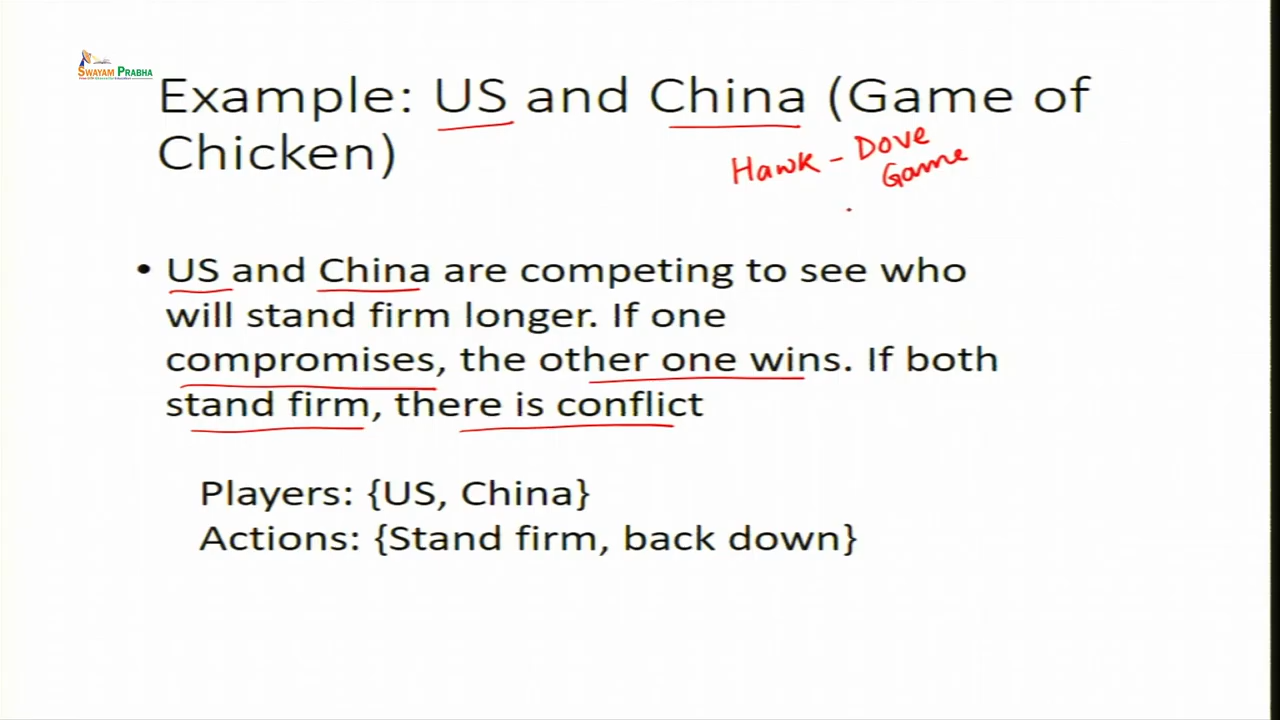 SWAYAM PRABHA
Example: US and China (Game of
Chicken)
Hawk - Dove
Game
• US and China are competing to see who
will stand firm longer. If one
compromises, the other one wins. If both
stand firm, there is conflict
Players: {US, China}
Actions: {Stand firm, back down}